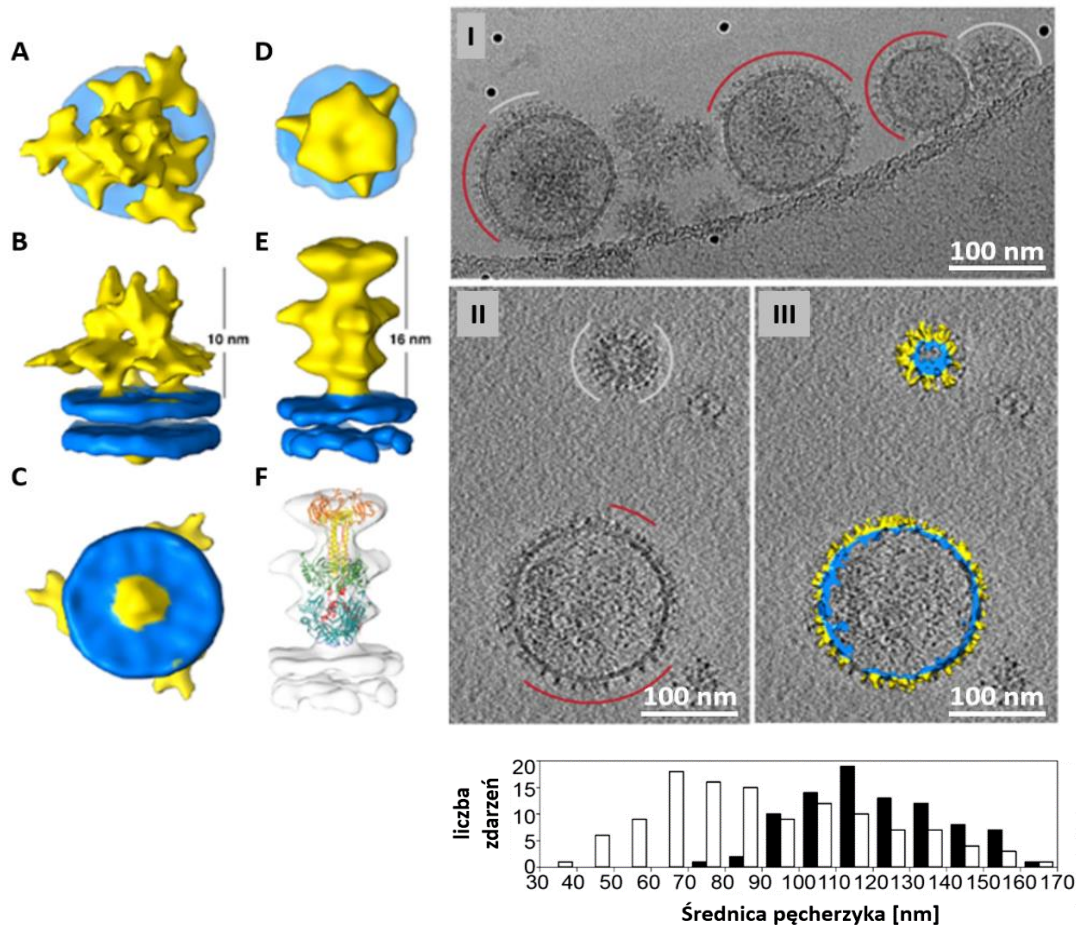 A
D
B
E
10 nm
16 nm
C
F
I
100 nm
II
III
100 nm
100 nm
liczba
zdarzeń
20
15
10
5
0
30 40 50 60 70 80 90 100 110 120 130 140 150 160 170
Średnica pęcherzyka [nm]